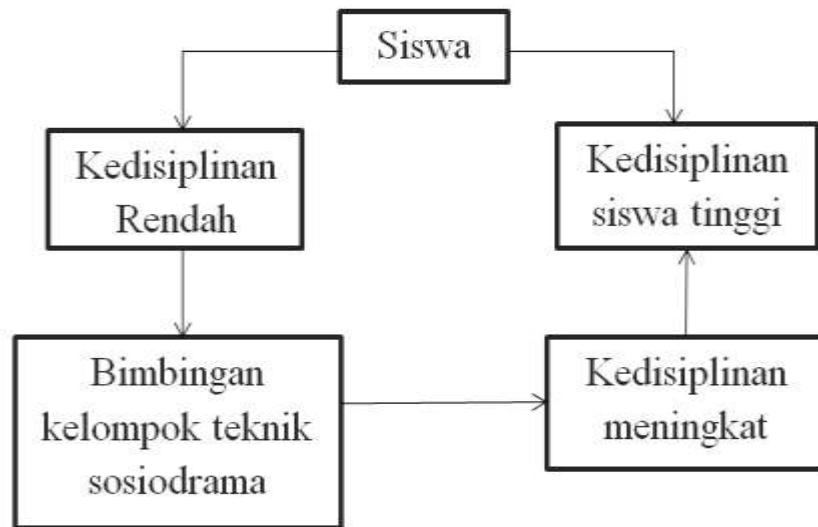 Siswa
Kedisiplinan
Rendah
Kedisiplinan
siswa tinggi
Bimbingan
kelompok teknik
sosiodrama
Kedisiplinan
meningkat